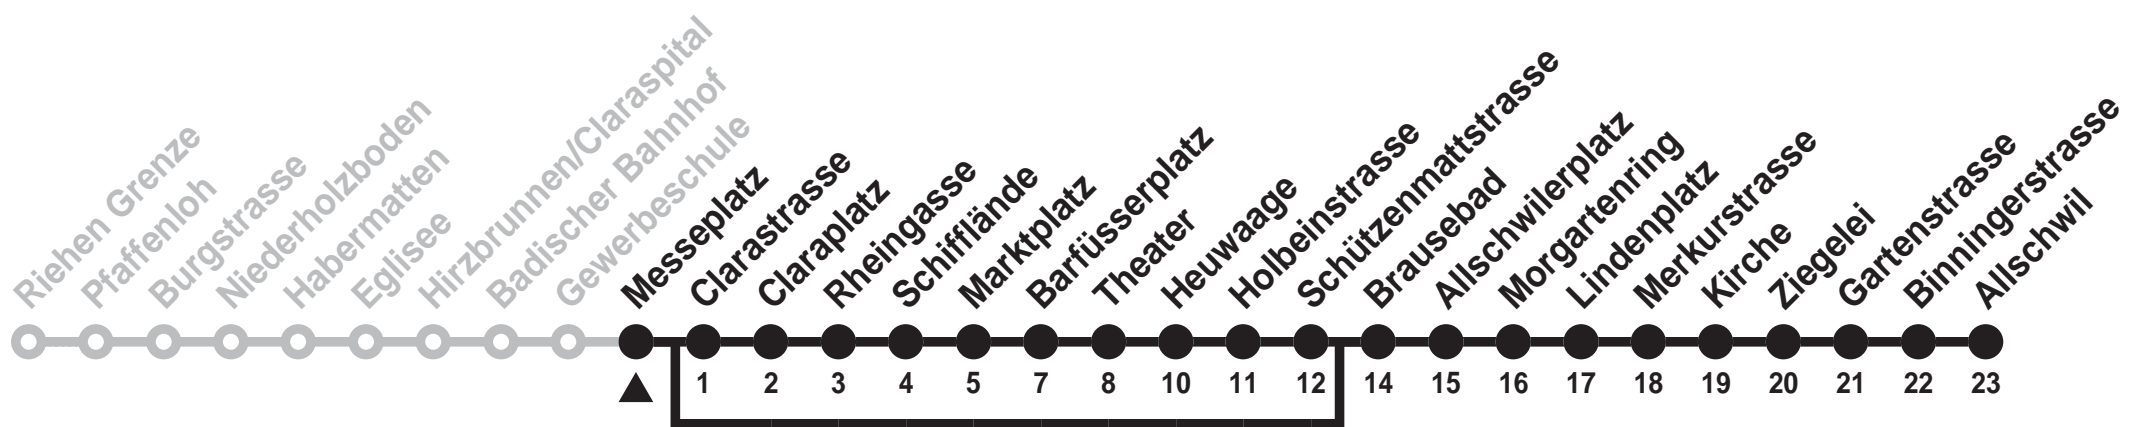 Riehen Grenze
Pfaffenloh
Burgstrasse
Niederholzboden
Habermatten
Eglisee
Hirzbrunnen/Claraspital
Badischer Bahnhof
Gewerbeschule
Messeplatz
Clarastrasse
Claraplatz
Rheingasse
Schifflände
Marktplatz
Barfüsserplatz
Theater
Heuwaage
Holbeinstrasse
Schützenmattstrasse
Brausebad
Allschwilerplatz
Morgartenring
Lindenplatz
Merkurstrasse
Kirche
Ziegelei
Gartenstrasse
Binningerstrasse
Allschwil
1 2 3 4 5 7 8 10 11 12 14 15 16 17 18 19 20 21 22 23